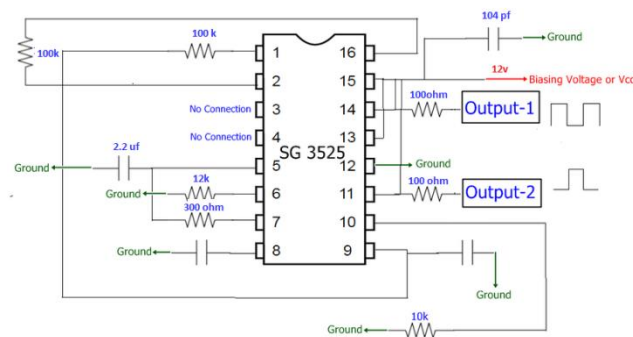 104 pf
Ground
100 k
100k
1
16
12v
Biasing Voltage or Vcc
2
15
100ohm
Output-1
No Connection
3
14
No Connection
4
13
SG 3525
2.2 uf
Ground
5
12
Ground
12k
Ground
6
11
100 ohm
Output-2
300 ohm
7
10
Ground
8
9
Ground
10k
Ground